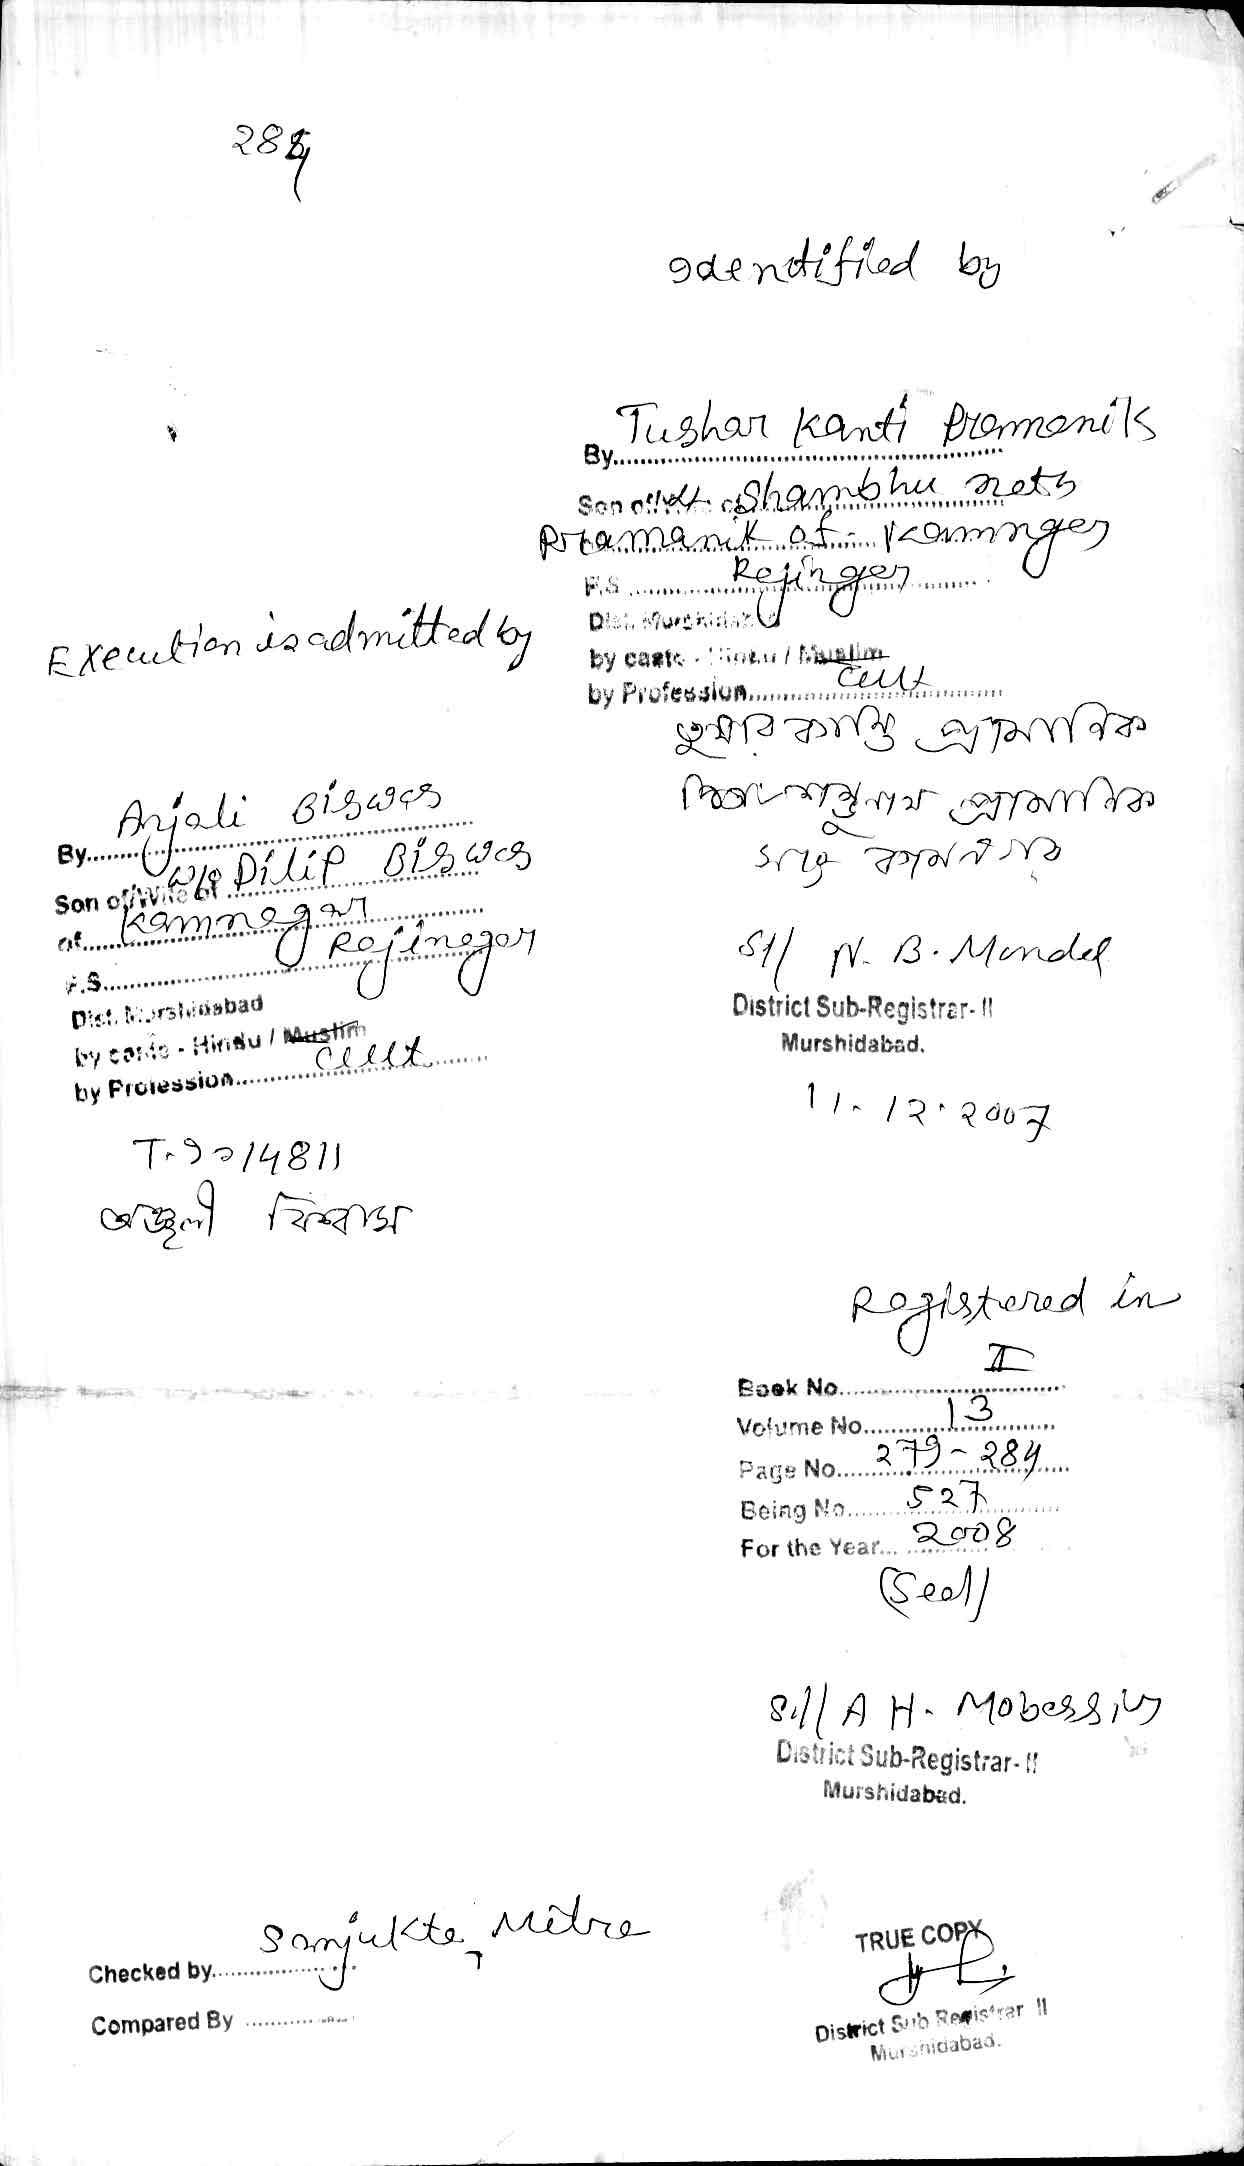 284
Identified by
By Tushar Kanti Pramanik
Son of Lt. Shambhu nath
Pramanik of - Kamnagar
P.S Rejinagar
Dist. Murshidabad
by caste - Hindu / Muslim
by Profession cult
তুষার কান্তি প্রামানিক
পিতা শম্ভুনাথ প্রামানিক
সাং কামনগর
Sd/ N. B. Mondal
District Sub-Registrar- II
Murshidabad.
11.12.2007
Execution is admitted by
By Anjali Biswas
Son of/Wife of w/o Dilip Biswas
of Kamnagar
P.S Rejinagar
Dist. Murshidabad
by caste - Hindu / Muslim
by Profession cult
অঞ্জলী বিশ্বাস
Registered in
Book No. II
Volume No. 13
Page No. 279 - 284
Being No. 527
For the Year 2008
(Seal)
Sd/ A H.
District Sub-Registrar- II
Murshidabad.
Checked by Sanjukta Mitra
Compared By
TRUE COPY
District Sub Registrar II
Murshidabad.